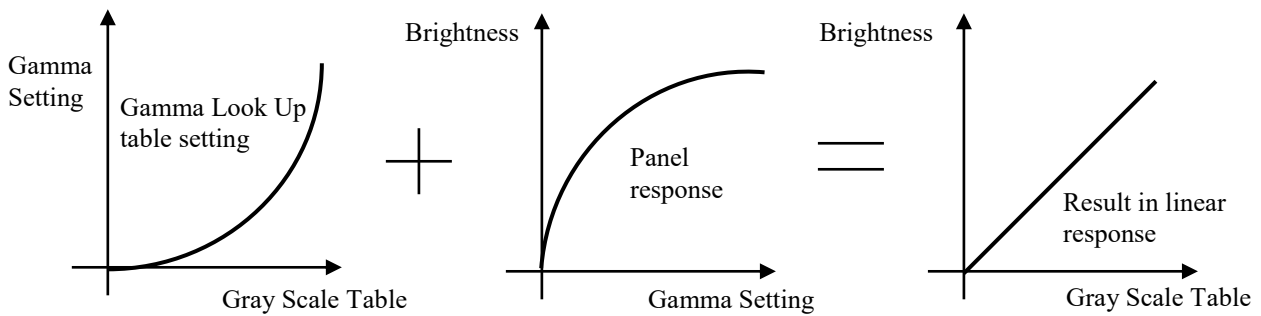 Gamma
Setting
Gamma Look Up
table setting
Gray Scale Table
Brightness
Panel
response
Gamma Setting
Brightness
Result in linear
response
Gray Scale Table